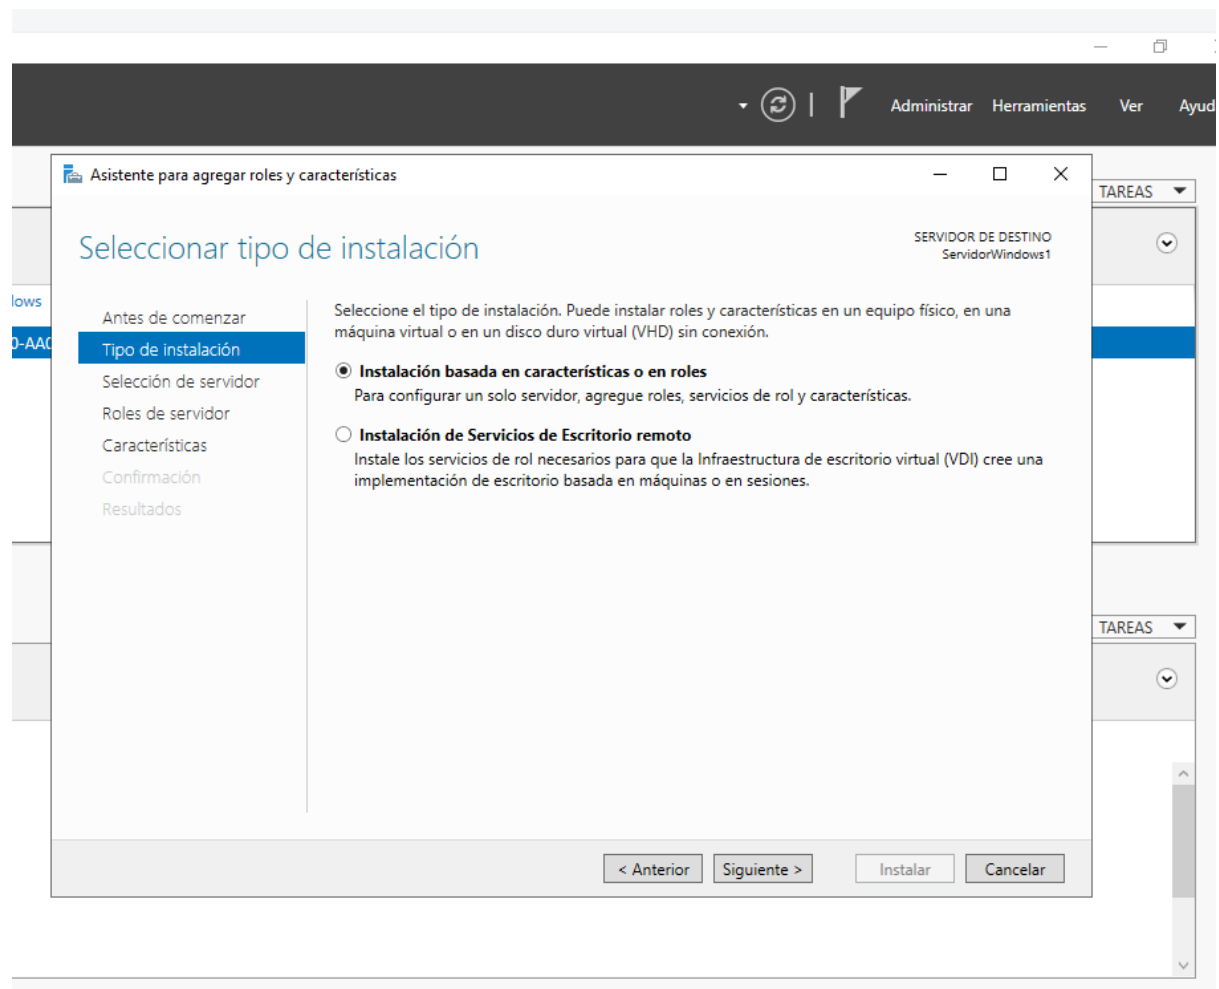 Administrar Herramientas Ver Ayud
Asistente para agregar roles y características
TAREAS
Seleccionar tipo de instalación
SERVIDOR DE DESTINO
ServidorWindows1
lows
0-AAC
Antes de comenzar
Tipo de instalación
Selección de servidor
Roles de servidor
Características
Confirmación
Resultados
Seleccione el tipo de instalación. Puede instalar roles y características en un equipo físico, en una
máquina virtual o en un disco duro virtual (VHD) sin conexión.
Instalación basada en características o en roles
Para configurar un solo servidor, agregue roles, servicios de rol y características.
Instalación de Servicios de Escritorio remoto
Instale los servicios de rol necesarios para que la Infraestructura de escritorio virtual (VDI) cree una
implementación de escritorio basada en máquinas o en sesiones.
TAREAS
< Anterior Siguiente > Instalar Cancelar